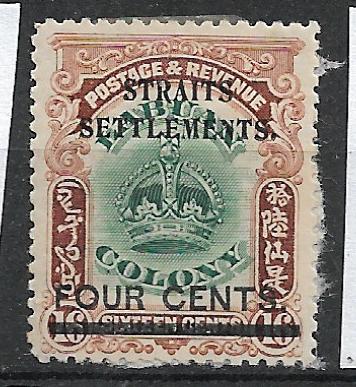 POSTAGE & REVENUE
STRAITS
SETTLEMENTS.
LABUAN
COLONY
FOUR CENTS.
16 SIXTEEN CENTS 16